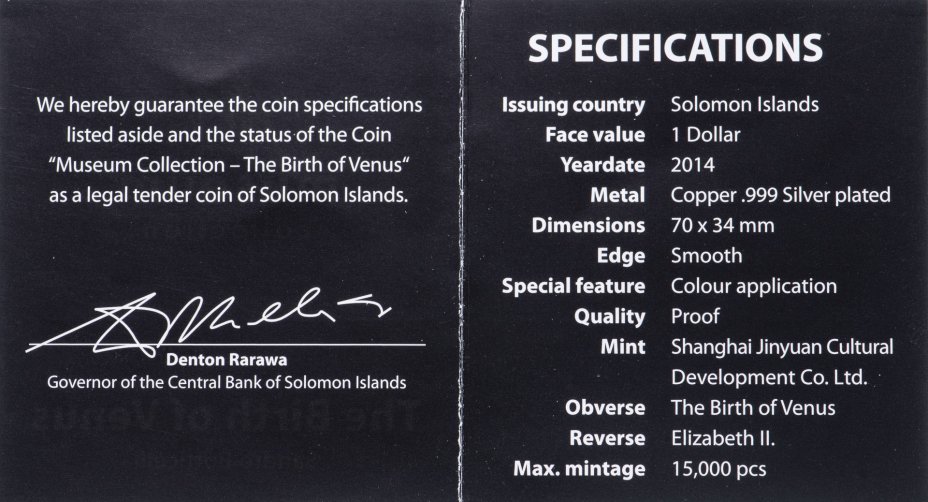 We hereby guarantee the coin specifications
listed aside and the status of the Coin
"Museum Collection – The Birth of Venus"
as a legal tender coin of Solomon Islands.
Denton Rarawa
Governor of the Central Bank of Solomon Islands
The Birth of Venus
SPECIFICATIONS
Issuing country Solomon Islands
Face value 1 Dollar
Yeardate 2014
Metal Copper .999 Silver plated
Dimensions 70 x 34 mm
Edge Smooth
Special feature Colour application
Quality Proof
Mint Shanghai Jinyuan Cultural
Development Co. Ltd.
Obverse The Birth of Venus
Reverse Elizabeth II.
Max. mintage 15,000 pcs